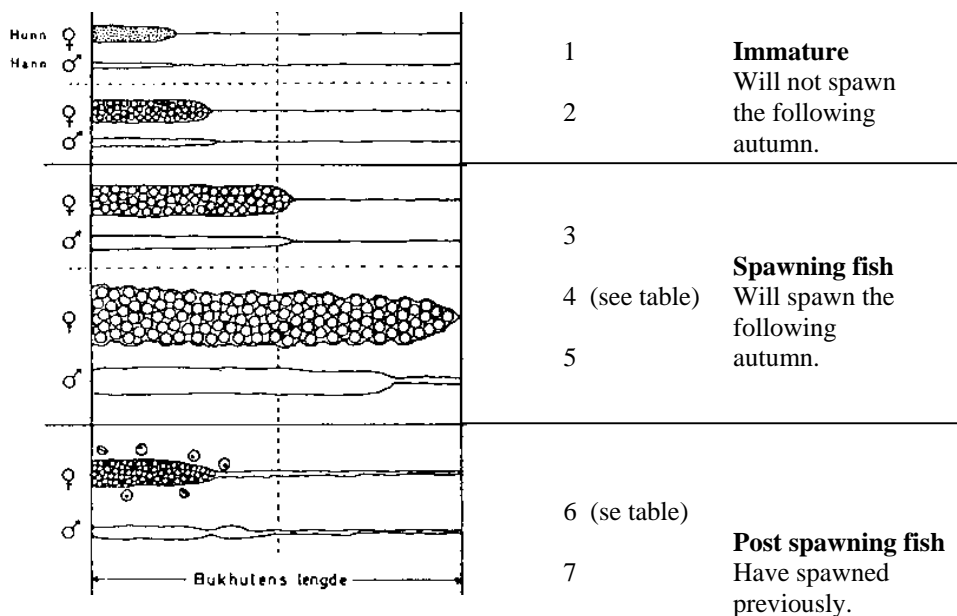 Hunn ♀
Hann ♂
♀
♂
♀
♂
♀
♂
♀
♂
Bukhulens lengde
1
2
Immature
Will not spawn
the following
autumn.
3
4 (see table)
5
Spawning fish
Will spawn the
following
autumn.
6 (se table)
7
Post spawning fish
Have spawned
previously.